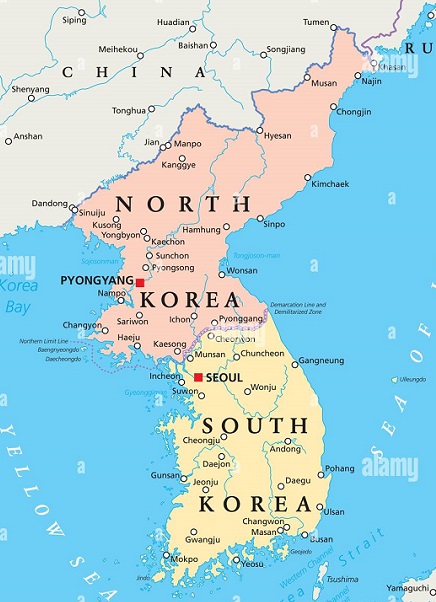 Siping
Huadian
Tumen
Baishan
Meihekou
Songjiang
RU
CHINA
Khasan
Musan
Najin
Shenyang
Tonghua
Chongjin
Anshan
Hyesan
Jian
Manpo
Kanggye
Kimchaek
Dandong
Sinuiju
NORTH
Kusong
Hamhung
Sinpo
Yongbyon
Kaechon
Sunchon
Tongjoson-man
Sojosonman
Pyongsong
Wonsan
PYONGYANG
Korea
Bay
Nampo
KOREA
Demarcation Line and
Demilitarized Zone
Sariwon
Ichon
Pyonggang
Changyon
Haeju
Cheorwon
Northern Limit Line
Kaesong
Baengnyeongdo
Munsan
Chuncheon
Daecheongdo
Gangneung
Incheon
SEOUL
Ulleungdo
Gyeonggiman
Suwon
Wonju
SOUTH
Cheongju
Andong
SEA OF
Daejon
Pohang
alamy
Gunsan
Jeonju
Daegu
KOREA
Ulsan
YELLOW SEA
Changwon
Masan
Gwangju
Busan
Mokpo
Geojedo
Yeosu
Korea Strait
Western Channel
Jindo
Tsushima
Yamaguchi